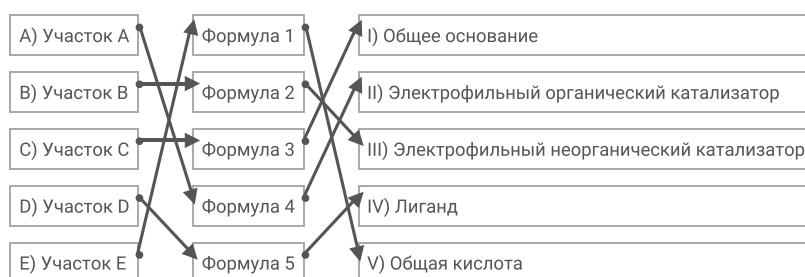 A) Участок A Формула 1 I) Общее основание
B) Участок B Формула 2 II) Электрофильный органический катализатор
C) Участок C Формула 3 III) Электрофильный неорганический катализатор
D) Участок D Формула 4 IV) Лиганд
E) Участок E Формула 5 V) Общая кислота